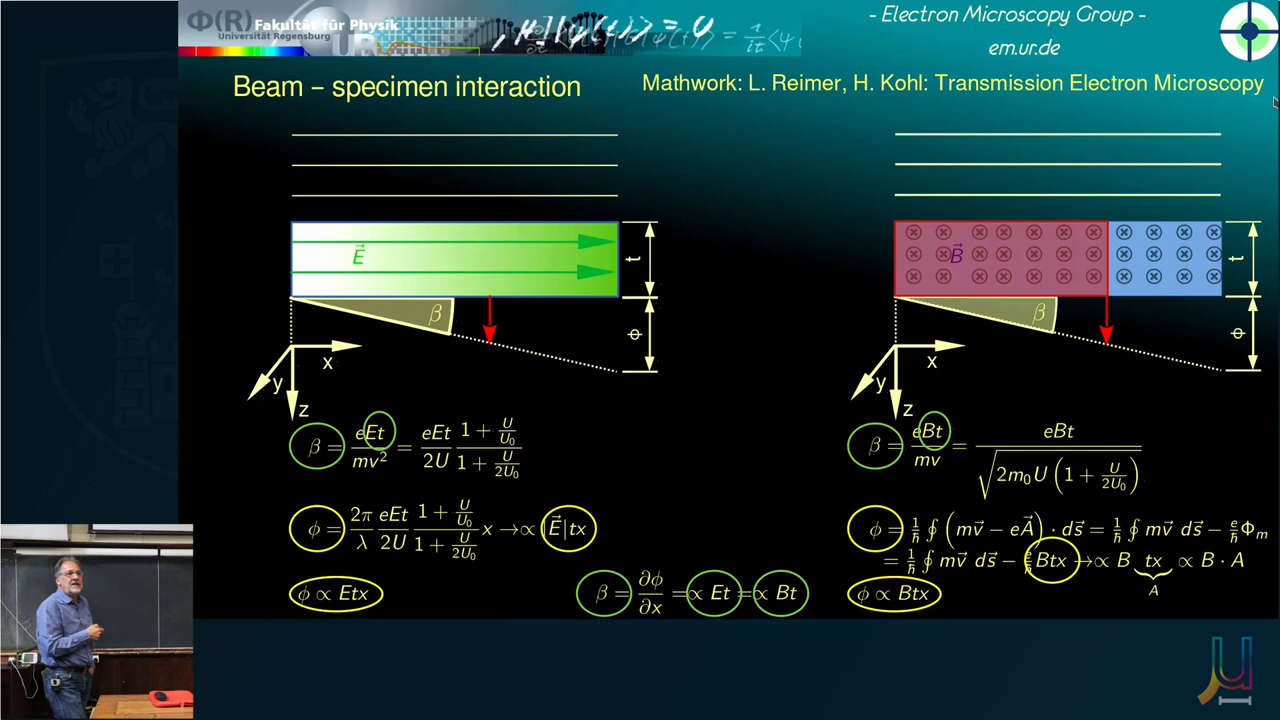 Φ(R) Fakultät für Physik
Universität Regensburg
- Electron Microscopy Group -
em.ur.de
Beam – specimen interaction
Mathwork: L. Reimer, H. Kohl: Transmission Electron Microscopy
E⃗
t
β
ϕ
x
y
z
B⃗
t
β
ϕ
x
y
z
β = eEt / mv² = eEt / 2U · (1 + U/U₀) / (1 + U/2U₀)
ϕ = 2π/λ · eEt/2U · (1 + U/U₀) / (1 + U/2U₀) x → ∝ |E⃗|tx
ϕ ∝ Etx
β = ∂ϕ/∂x = ∝ Et = ∝ Bt
β = eBt / mv = eBt / √(2m₀U (1 + U/2U₀))
ϕ = 1/ħ ∮ (mv⃗ − eA⃗) · ds⃗ = 1/ħ ∮ mv⃗ ds⃗ − e/ħ Φₘ
= 1/ħ ∮ mv⃗ ds⃗ − e/ħ Btx → ∝ B tx ∝ B · A
A
ϕ ∝ Btx
μ